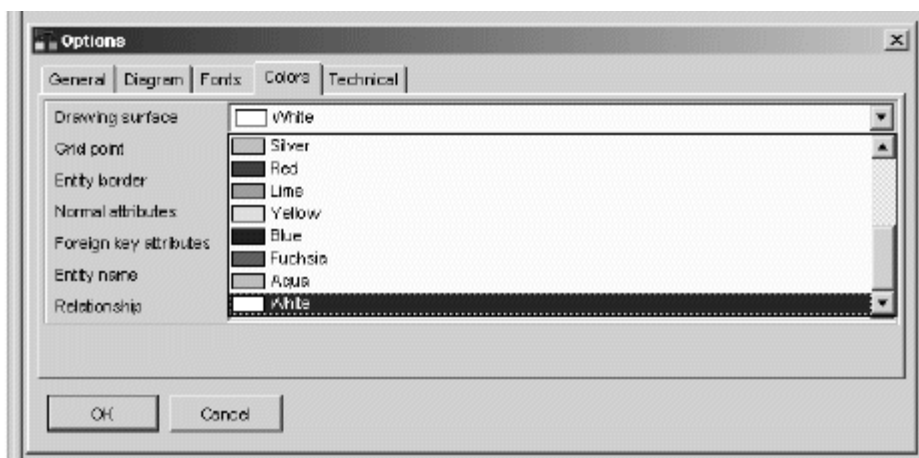 Options
General Diagram Fonts Colors Technical
Drawing surface White
Grid point Silver
Red
Entity border Lime
Normal attributes Yellow
Foreign key attributes Blue
Fuchsia
Entity name Aqua
Relationship White
OK Cancel